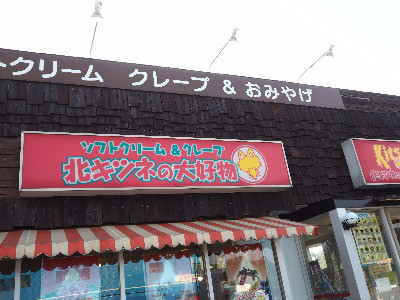 トクリーム クレープ & おみやげ
ソフトクリーム & クレープ
北キツネの大好物